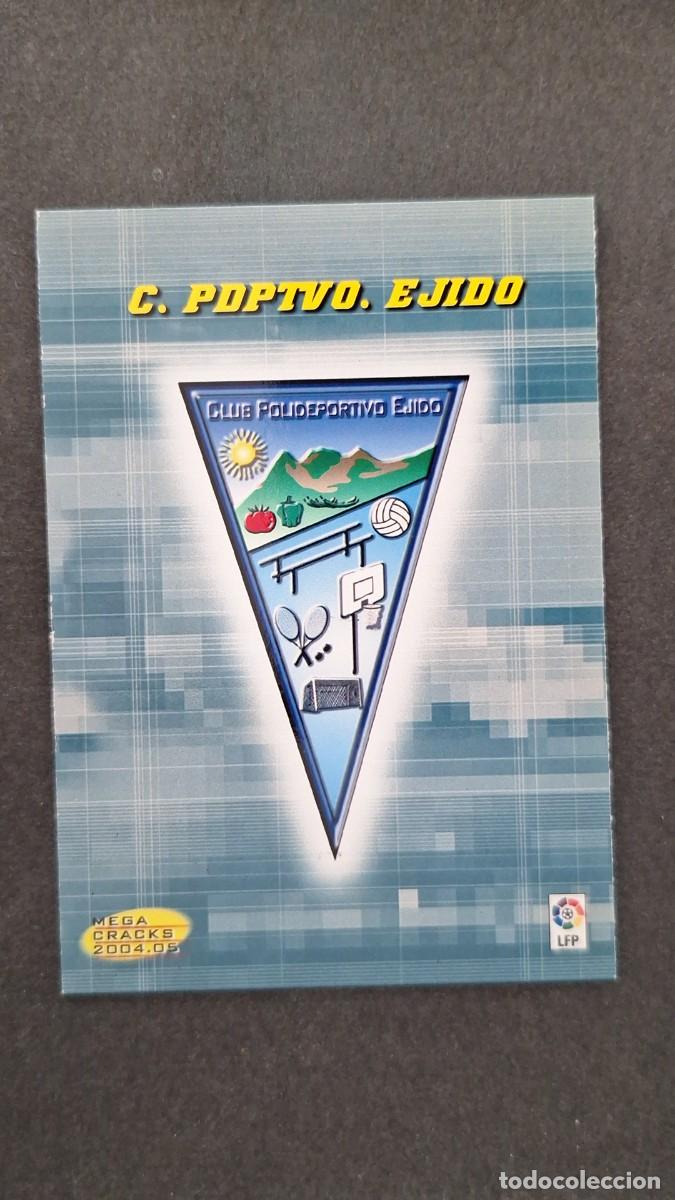 C. PDPTVO. EJIDO
CLUB POLIDEPORTIVO EJIDO
MEGA
CRACKS
2004.05
LFP
todocoleccion